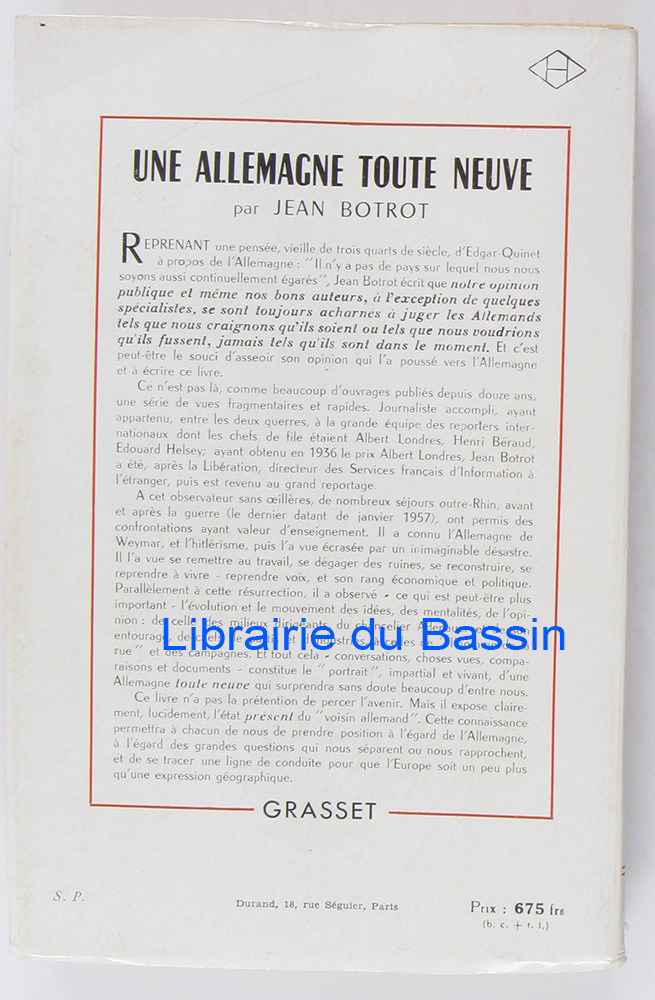 H
UNE ALLEMAGNE TOUTE NEUVE
par JEAN BOTROT
REPRENANT une pensée, vieille de trois quarts de siècle, d'Edgar-Quinet
à propos de l'Allemagne : "Il n'y a pas de pays sur lequel nous nous
soyons aussi continuellement égarés", Jean Botrot écrit que notre opinion
publique et même nos bons auteurs, à l'exception de quelques
spécialistes, se sont toujours acharnés à juger les Allemands
tels que nous craignons qu'ils soient ou tels que nous voudrions
qu'ils fussent, jamais tels qu'ils sont dans le moment. Et c'est
peut-être le souci d'asseoir son opinion qui l'a poussé vers l'Allemagne
et à écrire ce livre.
Ce n'est pas là, comme beaucoup d'ouvrages publiés depuis douze ans,
une série de vues fragmentaires et rapides. Journaliste accompli, ayant
appartenu, entre les deux guerres, à la grande équipe des reporters inter-
nationaux dont les chefs de file étaient Albert Londres, Henri Béraud,
Edouard Helsey; ayant obtenu en 1936 le prix Albert Londres, Jean Botrot
a été, après la Libération, directeur des Services français d'Information à
l'étranger, puis est revenu au grand reportage.
A cet observateur sans œillères, de nombreux séjours outre-Rhin, avant
et après la guerre (le dernier datant de janvier 1957), ont permis des
confrontations ayant valeur d'enseignement. Il a connu l'Allemagne de
Weymar, et l'hitlérisme, puis l'a vue écrasée par un inimaginable désastre.
Il l'a vue se remettre au travail, se dégager des ruines, se reconstruire, se
reprendre à vivre - reprendre voix, et son rang économique et politique.
Parallèlement à cette résurrection, il a observé - ce qui est peut-être plus
important - l'évolution et le mouvement des idées, des mentalités, de l'opi-
nion : de celle des milieux dirigeants, du chancelier
entourage, de
Librairie du Bassin
rue" et des campagnes. Et tout cela - conversations, choses vues, compa-
raisons et documents - constitue le "portrait", impartial et vivant, d'une
Allemagne toute neuve qui surprendra sans doute beaucoup d'entre nous.
Ce livre n'a pas la prétention de percer l'avenir. Mais il expose claire-
ment, lucidement, l'état présent du "voisin allemand". Cette connaissance
permettra à chacun de nous de prendre position à l'égard de l'Allemagne,
à l'égard des grandes questions qui nous séparent ou nous rapprochent,
et de se tracer une ligne de conduite pour que l'Europe soit un peu plus
qu'une expression géographique.
GRASSET
S. P.
Durand, 18, rue Séguier, Paris
Prix : 675 frs
(b. c. + t. l.)